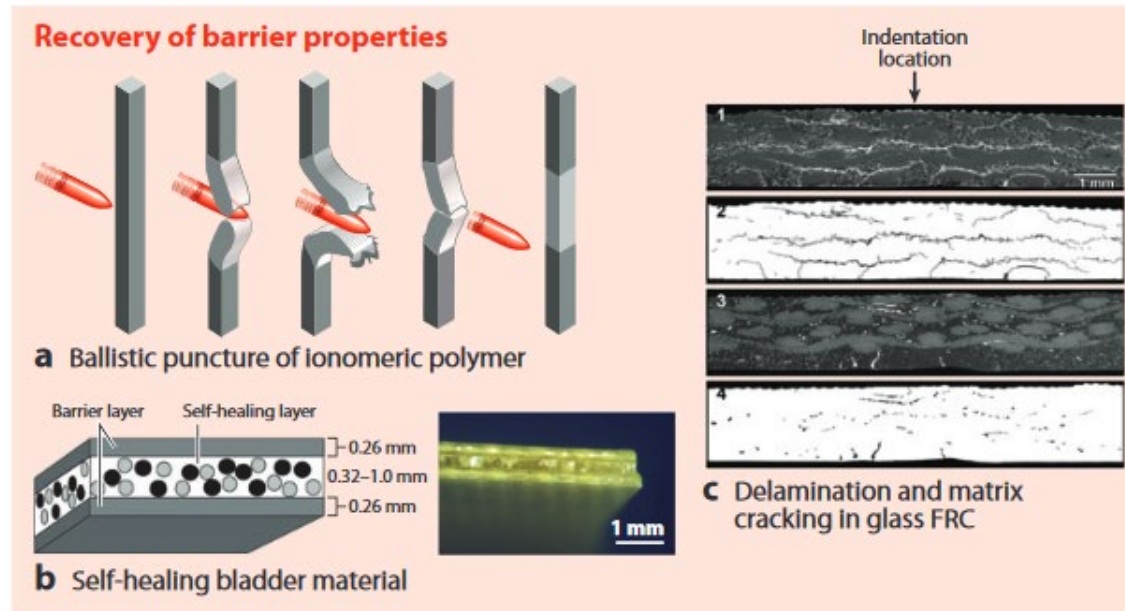 Recovery of barrier properties
a Ballistic puncture of ionomeric polymer
Barrier layer
Self-healing layer
0.26 mm
0.32–1.0 mm
0.26 mm
1 mm
b Self-healing bladder material
Indentation
location
1
1 mm
2
3
4
c Delamination and matrix
cracking in glass FRC